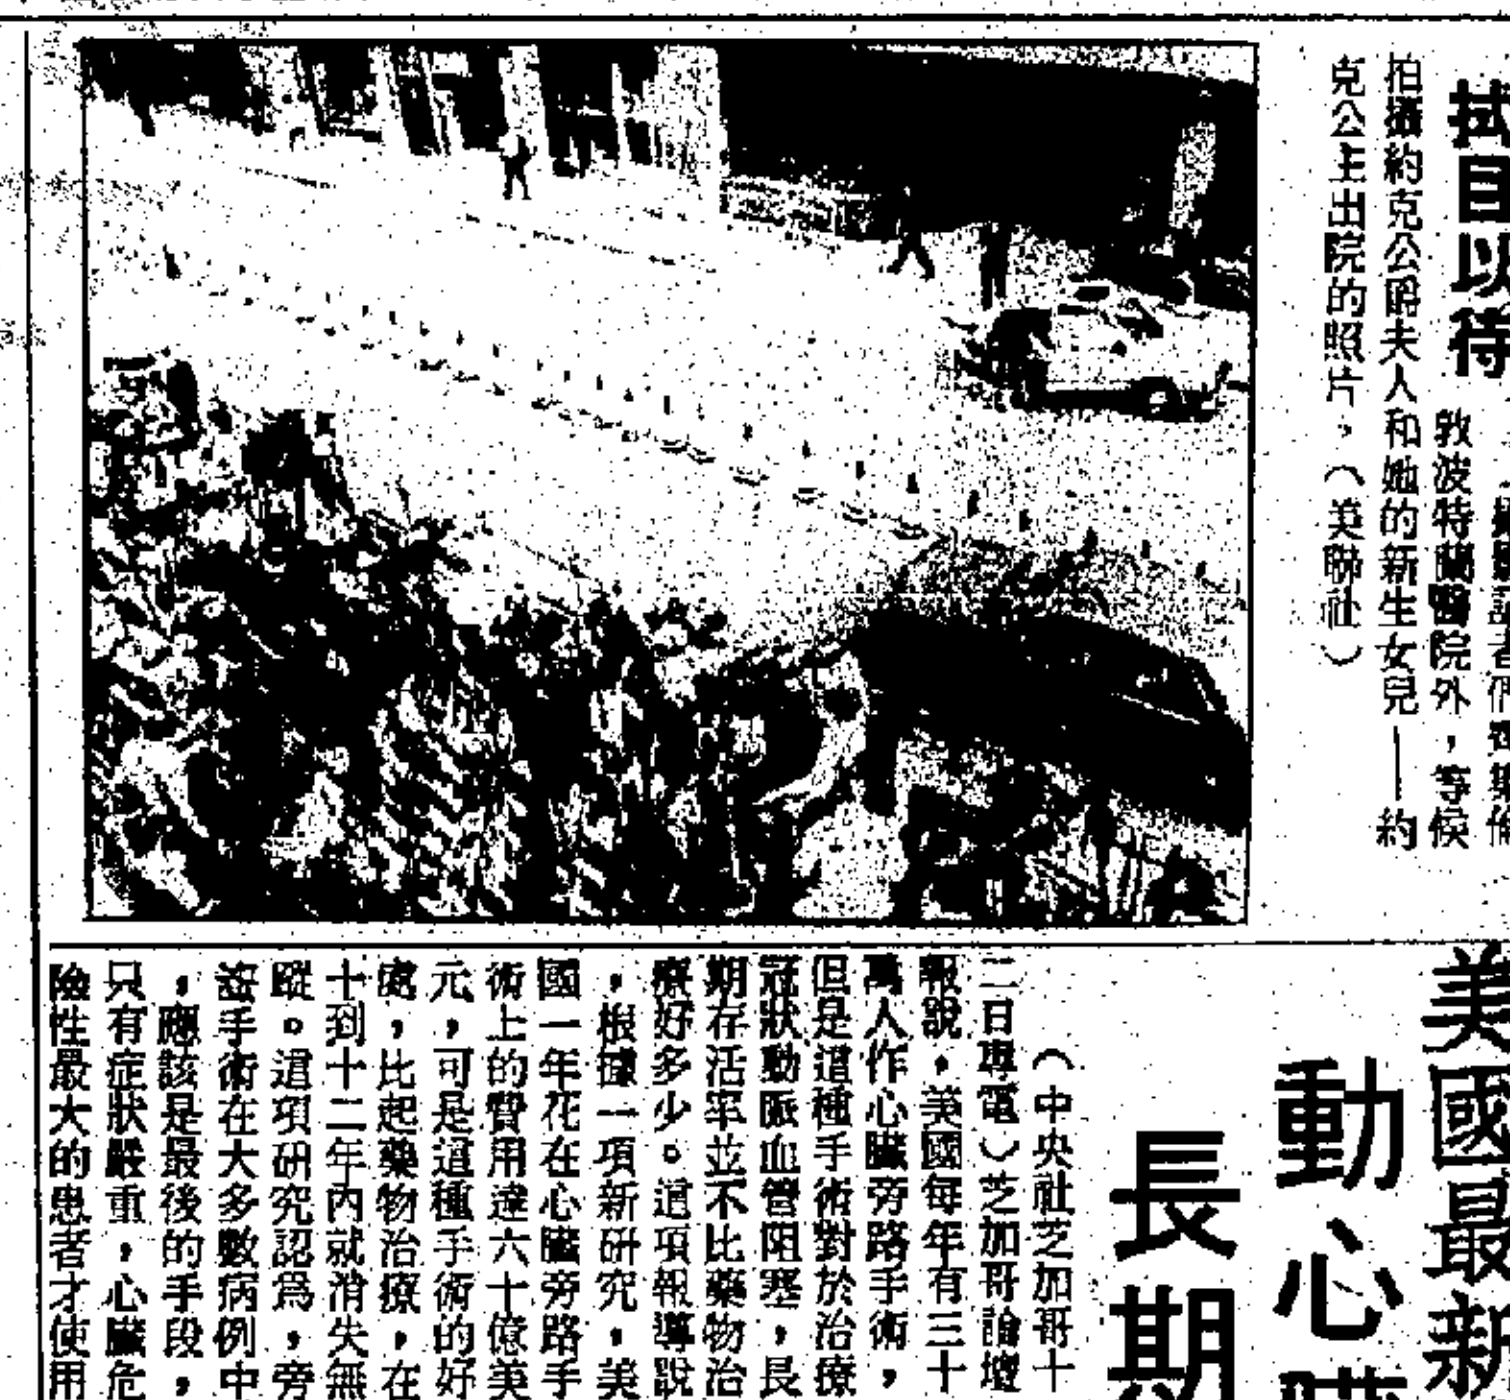 拭目以待
敦波特蘭醫院外，等候
拍攝約克公爵夫人和她的新生女兒——約
克公主出院的照片。（美聯社）
美國最新
動心
長期
（中央社芝加哥十
二日專電）芝加哥論壇
報說，美國每年有三十
萬人作心臟旁路手術，
但是這種手術對於治療
冠狀動脈血管阻塞，長
期存活率並不比藥物治
療好多少。這項報導說
，根據一項新研究，美
國一年花在心臟旁路手
術上的費用達六十億美
元，可是這種手術的好
處，比起藥物治療，在
十到十二年內就消失無
蹤。這項研究認為，旁
手術在大多數病例中
，應該是最後的手段，
只有症狀嚴重，心臟危
險性最大的患者才使用